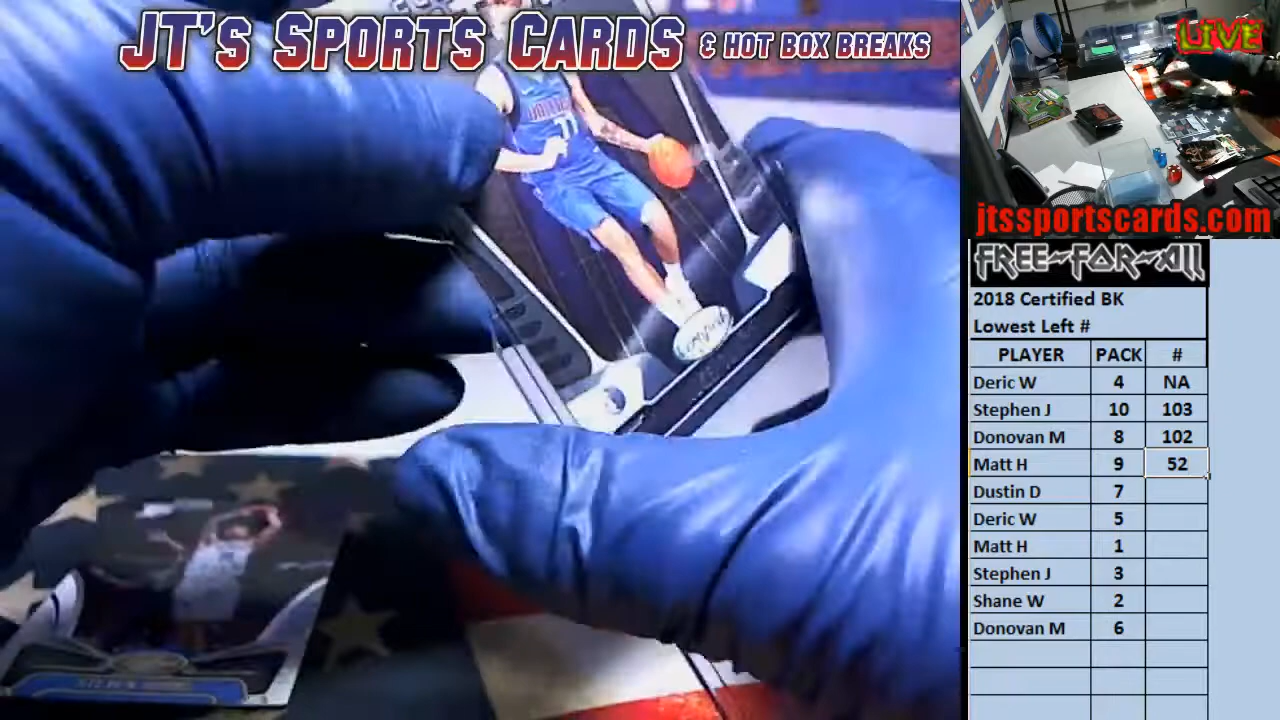 JT's Sports Cards & Hot Box Breaks
LIVE
jtssportscards.com
FREE-FOR-ALL
2018 Certified BK
Lowest Left #
PLAYER PACK #
Deric W 4 NA
Stephen J 10 103
Donovan M 8 102
Matt H 9 52
Dustin D 7
Deric W 5
Matt H 1
Stephen J 3
Shane W 2
Donovan M 6
77